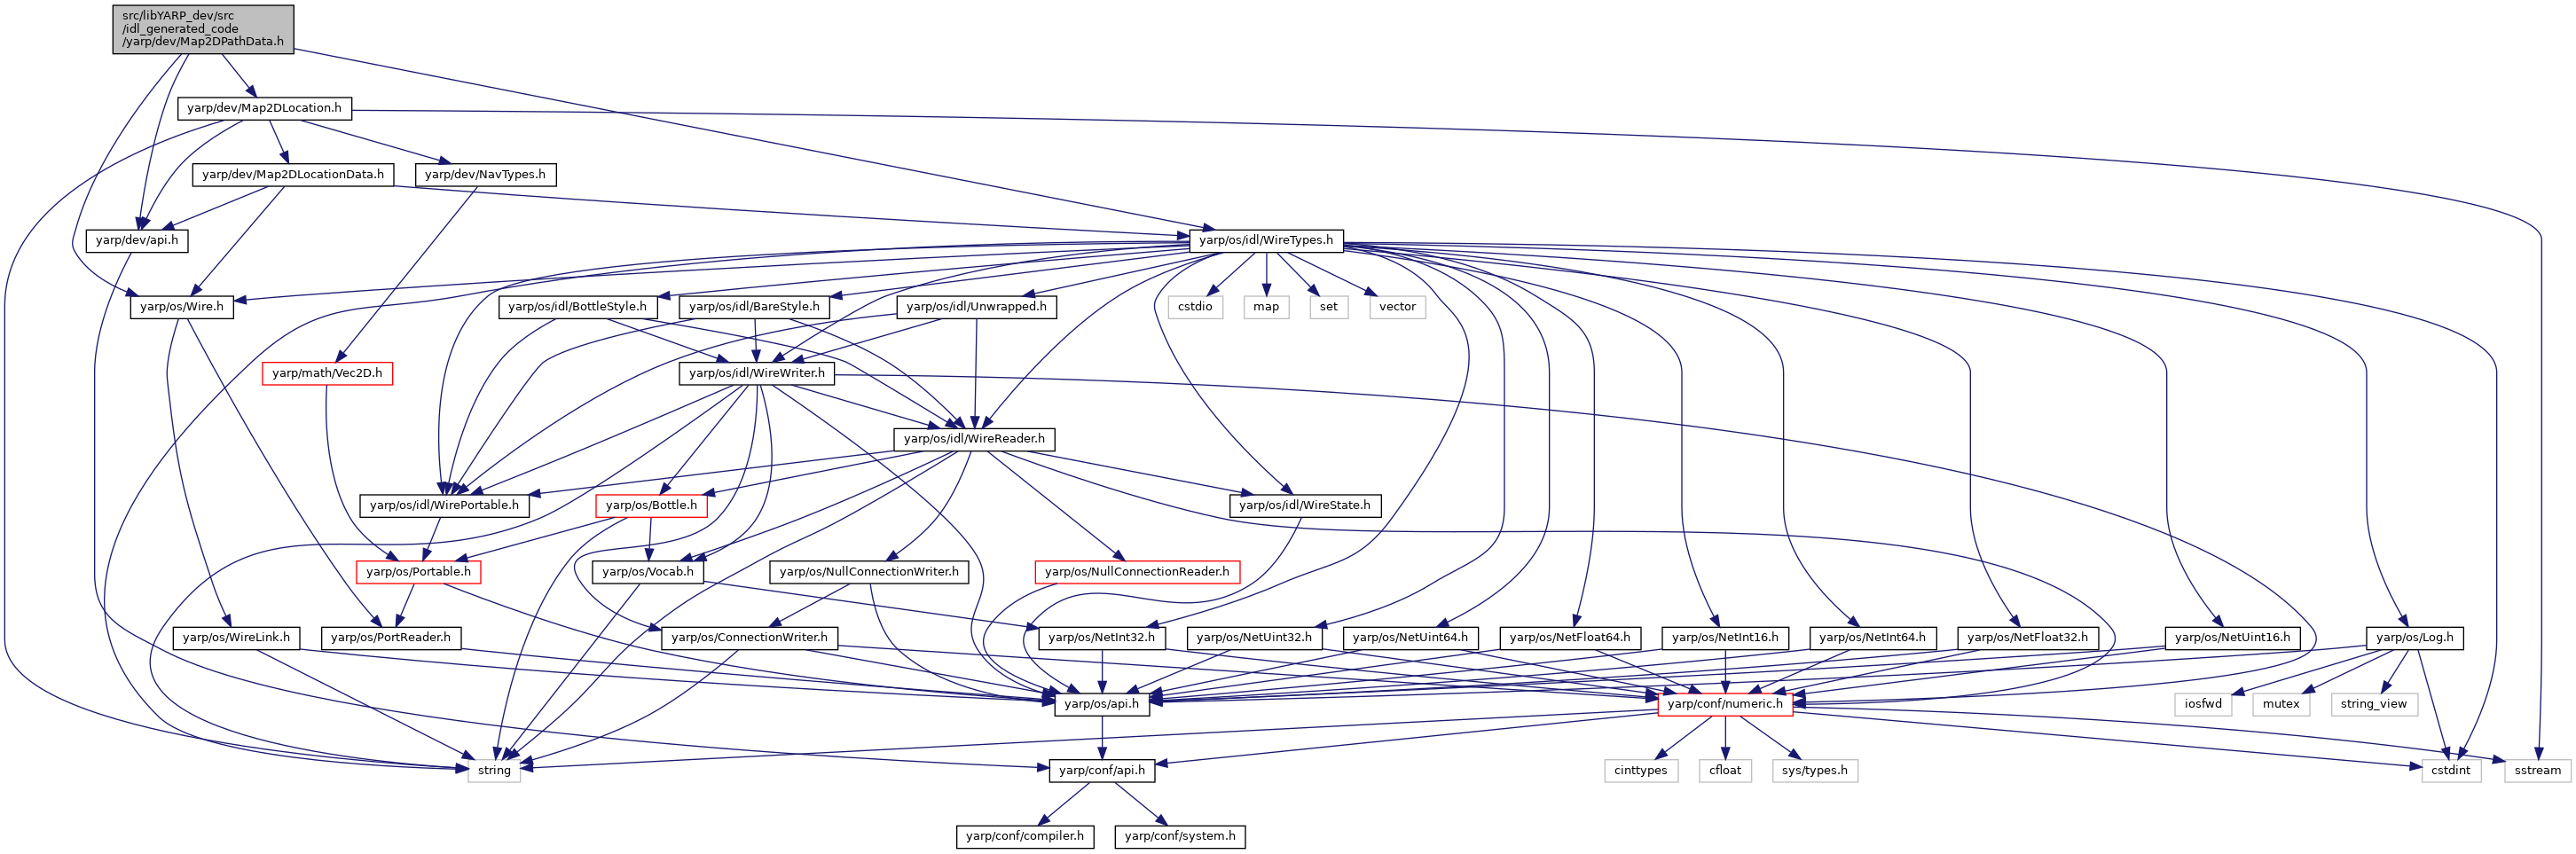 src/libYARP_dev/src
/idl_generated_code
/yarp/dev/Map2DPathData.h
yarp/dev/Map2DLocation.h
yarp/dev/Map2DLocationData.h
yarp/dev/NavTypes.h
yarp/dev/api.h
yarp/os/idl/WireTypes.h
yarp/os/Wire.h
yarp/os/idl/BottleStyle.h
yarp/os/idl/BareStyle.h
yarp/os/idl/Unwrapped.h
cstdio
map
set
vector
yarp/math/Vec2D.h
yarp/os/idl/WireWriter.h
yarp/os/idl/WireReader.h
yarp/os/idl/WirePortable.h
yarp/os/Bottle.h
yarp/os/idl/WireState.h
yarp/os/Portable.h
yarp/os/Vocab.h
yarp/os/NullConnectionWriter.h
yarp/os/NullConnectionReader.h
yarp/os/WireLink.h
yarp/os/PortReader.h
yarp/os/ConnectionWriter.h
yarp/os/NetInt32.h
yarp/os/NetUint32.h
yarp/os/NetUint64.h
yarp/os/NetFloat64.h
yarp/os/NetInt16.h
yarp/os/NetInt64.h
yarp/os/NetFloat32.h
yarp/os/NetUint16.h
yarp/os/Log.h
yarp/os/api.h
yarp/conf/numeric.h
iosfwd
mutex
string_view
string
yarp/conf/api.h
cinttypes
cfloat
sys/types.h
cstdint
sstream
yarp/conf/compiler.h
yarp/conf/system.h